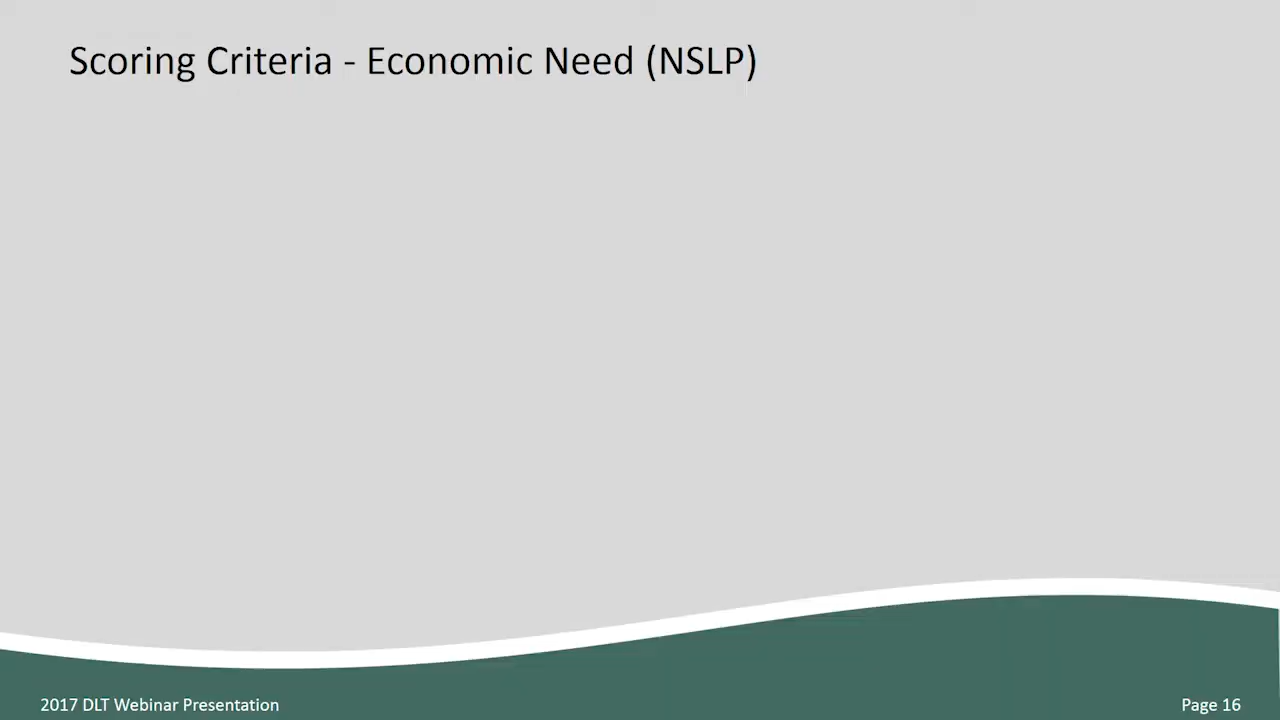 Scoring Criteria - Economic Need (NSLP)
2017 DLT Webinar Presentation
Page 16